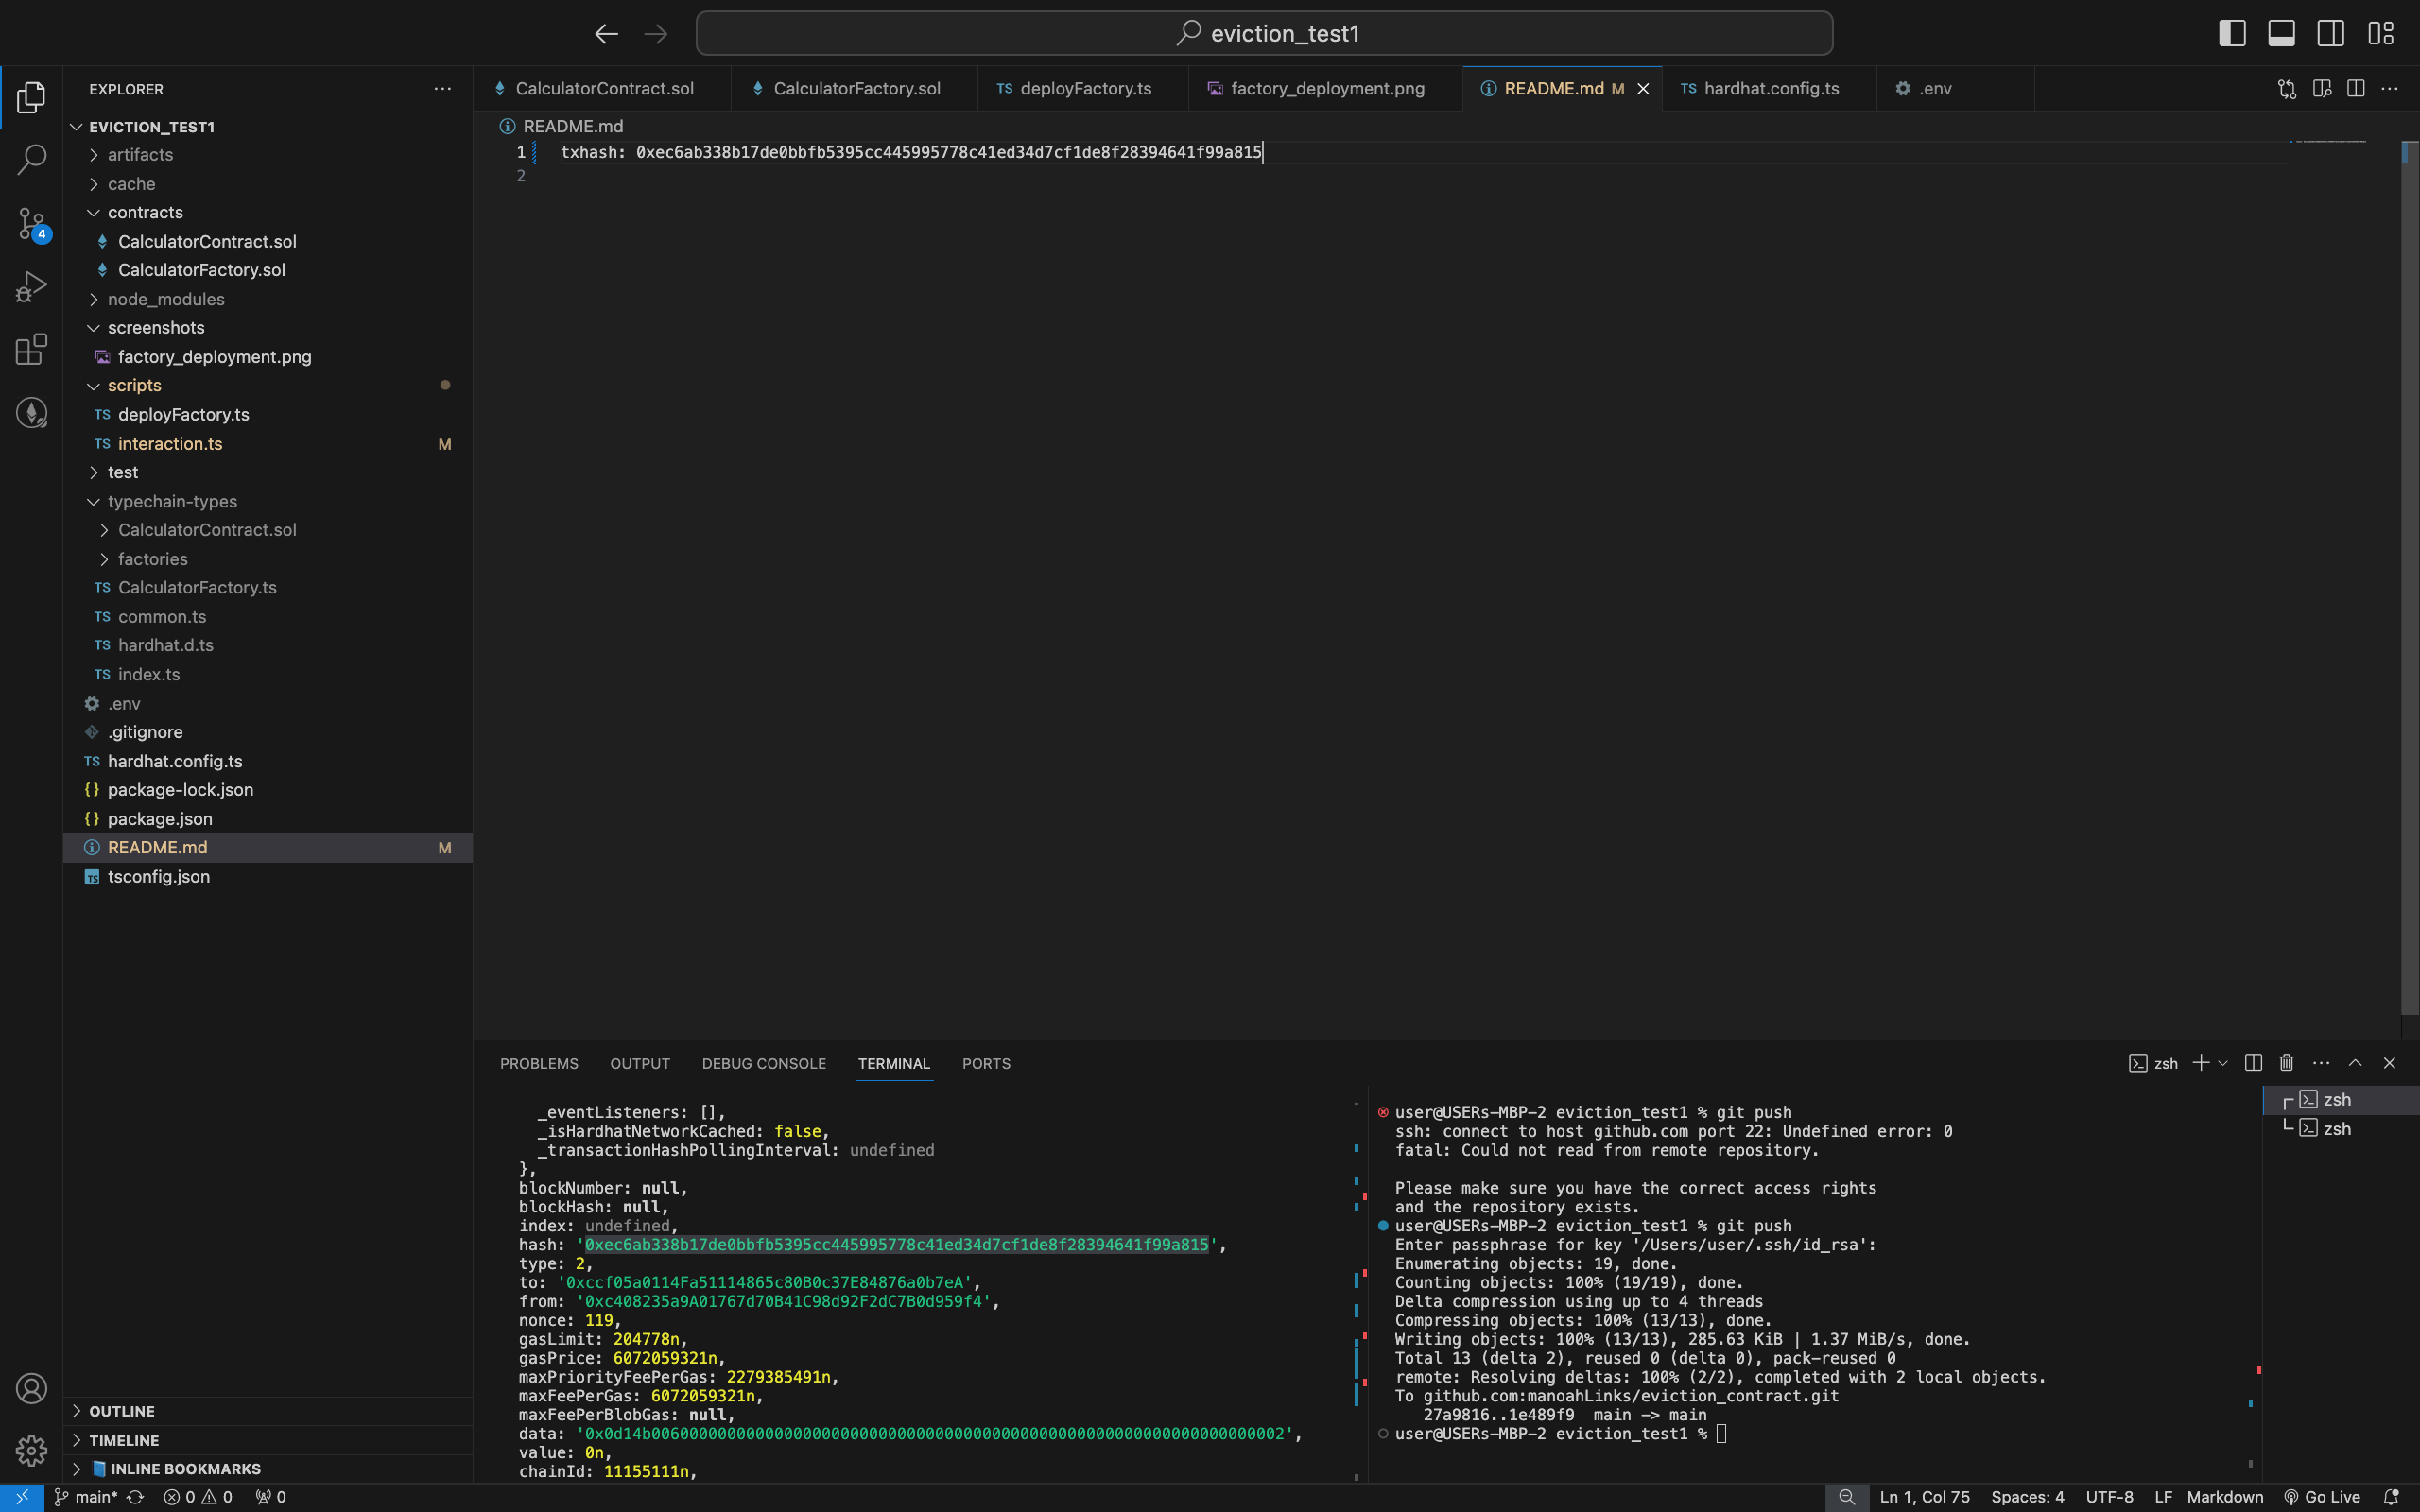 eviction_test1
EXPLORER
EVICTION_TEST1
artifacts
cache
contracts
CalculatorContract.sol
CalculatorFactory.sol
node_modules
screenshots
factory_deployment.png
scripts
TS deployFactory.ts
TS interaction.ts M
test
typechain-types
CalculatorContract.sol
factories
TS CalculatorFactory.ts
TS common.ts
TS hardhat.d.ts
TS index.ts
.env
.gitignore
TS hardhat.config.ts
{} package-lock.json
{} package.json
README.md M
TS tsconfig.json
OUTLINE
TIMELINE
INLINE BOOKMARKS
4
CalculatorContract.sol
CalculatorFactory.sol
TS deployFactory.ts
factory_deployment.png
README.md M
TS hardhat.config.ts
.env
README.md
1 txhash: 0xec6ab338b17de0bbfb5395cc445995778c41ed34d7cf1de8f28394641f99a815
2
PROBLEMS OUTPUT DEBUG CONSOLE TERMINAL PORTS
zsh
_eventListeners: [],
_isHardhatNetworkCached: false,
_transactionHashPollingInterval: undefined
},
blockNumber: null,
blockHash: null,
index: undefined,
hash: '0xec6ab338b17de0bbfb5395cc445995778c41ed34d7cf1de8f28394641f99a815',
type: 2,
to: '0xccf05a0114Fa51114865c80B0c37E84876a0b7eA',
from: '0xc408235a9A01767d70B41C98d92F2dC7B0d959f4',
nonce: 119,
gasLimit: 204778n,
gasPrice: 6072059321n,
maxPriorityFeePerGas: 2279385491n,
maxFeePerGas: 6072059321n,
maxFeePerBlobGas: null,
data: '0x0d14b0060000000000000000000000000000000000000000000000000000000000000002',
value: 0n,
chainId: 11155111n,
user@USERs-MBP-2 eviction_test1 % git push
ssh: connect to host github.com port 22: Undefined error: 0
fatal: Could not read from remote repository.
Please make sure you have the correct access rights
and the repository exists.
user@USERs-MBP-2 eviction_test1 % git push
Enter passphrase for key '/Users/user/.ssh/id_rsa':
Enumerating objects: 19, done.
Counting objects: 100% (19/19), done.
Delta compression using up to 4 threads
Compressing objects: 100% (13/13), done.
Writing objects: 100% (13/13), 285.63 KiB | 1.37 MiB/s, done.
Total 13 (delta 2), reused 0 (delta 0), pack-reused 0
remote: Resolving deltas: 100% (2/2), completed with 2 local objects.
To github.com:manoahLinks/eviction_contract.git
27a9816..1e489f9 main -> main
user@USERs-MBP-2 eviction_test1 %
zsh
zsh
main* 0 0 0
Ln 1, Col 75 Spaces: 4 UTF-8 LF Markdown Go Live